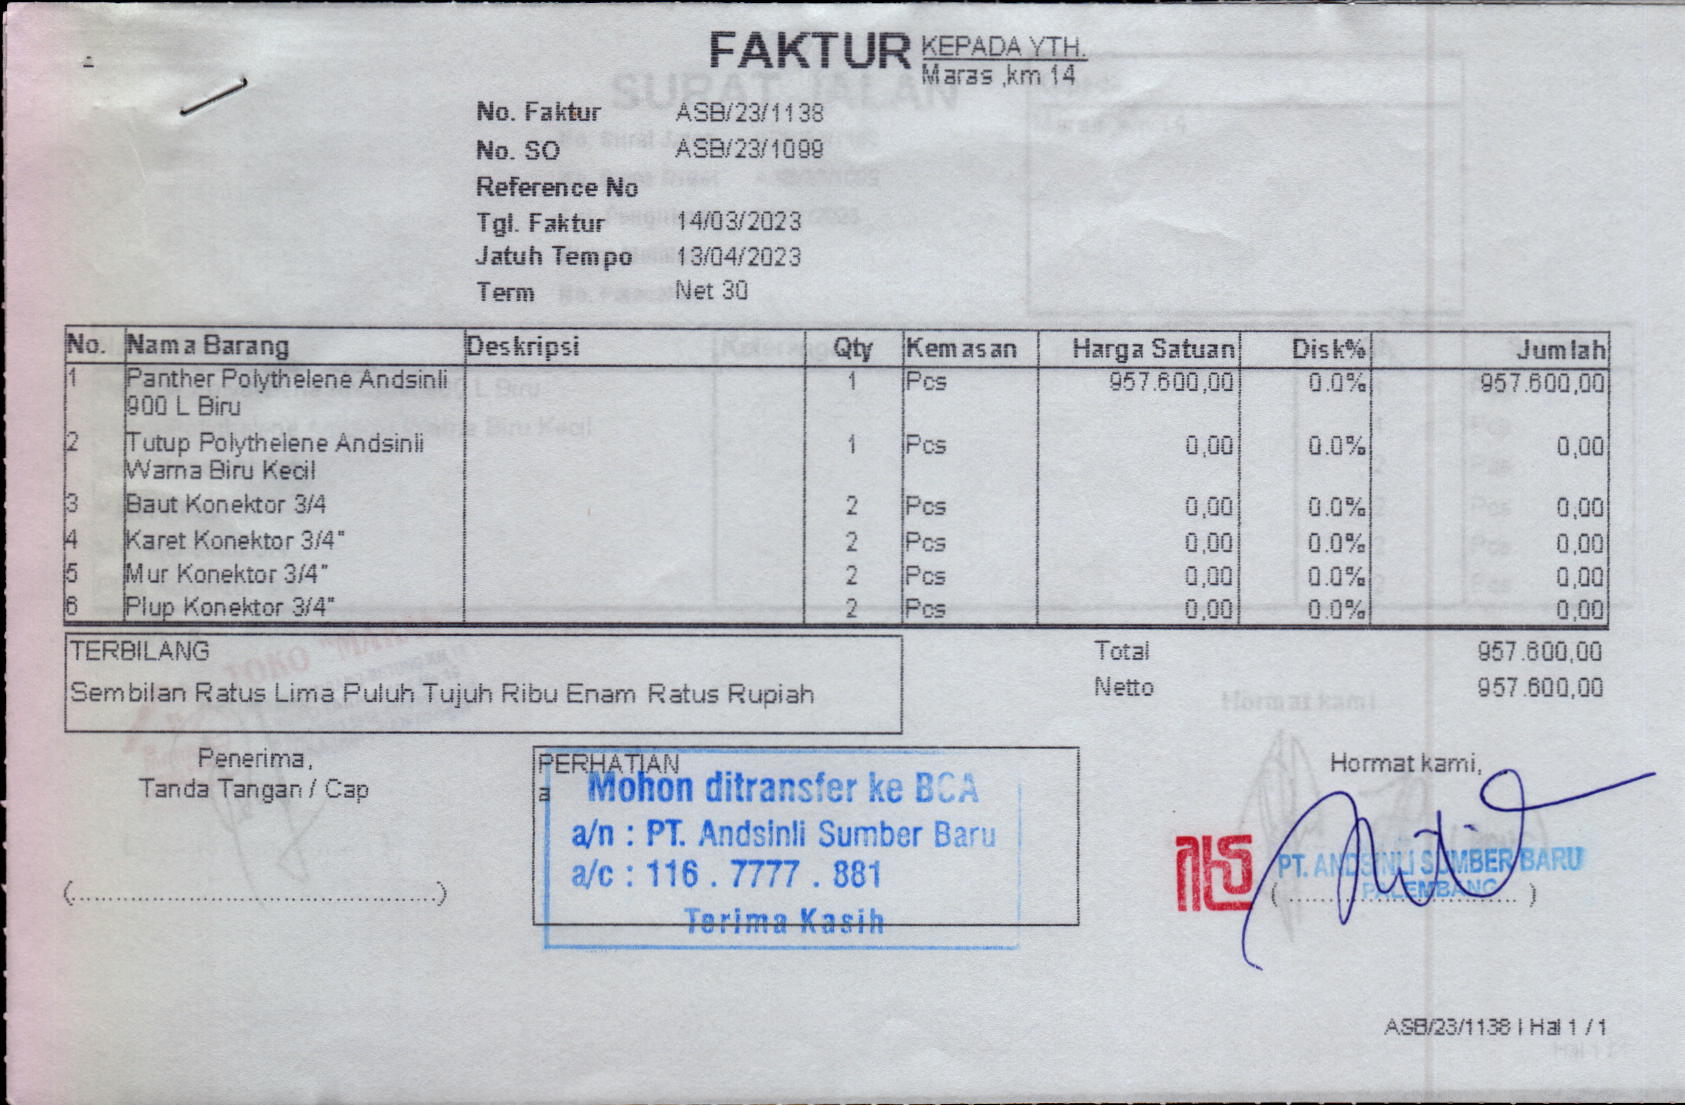 FAKTUR KEPADA YTH.
Maras ,km 14
SURAT JALAN
No. Faktur ASB/23/1138
No. SO ASB/23/1099
Reference No
Tgl. Faktur 14/03/2023
Jatuh Tempo 13/04/2023
Term Net 30
No. Nama Barang Deskripsi Qty Kemasan Harga Satuan Disk% Jumlah
1 Panther Polythelene Andsinli 1 Pcs 957.600,00 0.0% 957.600,00
900 L Biru
2 Tutup Polythelene Andsinlii 1 Pcs 0,00 0.0% 0,00
Warna Biru Kecil
3 Baut Konektor 3/4 2 Pcs 0,00 0.0% 0,00
4 Karet Konektor 3/4" 2 Pcs 0,00 0.0% 0,00
5 Mur Konektor 3/4" 2 Pcs 0,00 0.0% 0,00
6 Plup Konektor 3/4" 2 Pcs 0,00 0.0% 0,00
TERBILANG Total 957.600,00
Sembilan Ratus Lima Puluh Tujuh Ribu Enam Ratus Rupiah Netto 957.600,00
Hormat kami
Penerima, PERHATIAN Hormat kami,
Tanda Tangan / Cap a
Mohon ditransfer ke BCA
a/n : PT. Andsinli Sumber Baru
a/c : 116 . 7777 . 881
Terima Kasih
PT. ANDSINLI SUMBER BARU
PALEMBANG
(............................................) (................................)
ASB/23/1138 | Hal 1 / 1